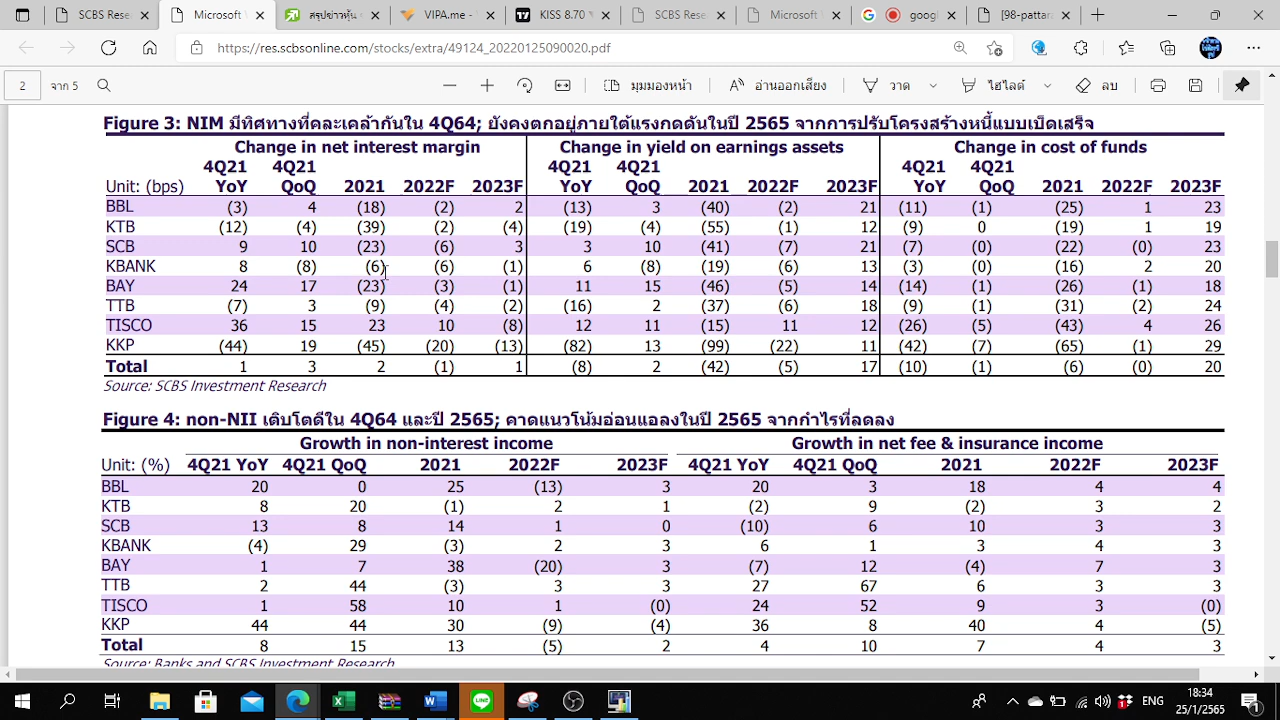 SCBS Rese
Microsoft V
สรุปข่าวหุ้น
VIPA.me -
KISS 8.70
SCBS Rese
Microsoft V
googl
[98-pattar
https://res.scbsonline.com/stocks/extra/49124_20220125090020.pdf
2 จาก 5 มุมมองหน้า อ่านออกเสียง วาด ไฮไลต์ ลบ
Figure 3: NIM มีทิศทางที่คละเคล้ากันใน 4Q64; ยังคงตกอยู่ภายใต้แรงกดดันในปี 2565 จากการปรับโครงสร้างหนี้แบบเบ็ดเสร็จ
Change in net interest margin Change in yield on earnings assets Change in cost of funds
4Q21 4Q21 4Q21 4Q21 4Q21 4Q21
Unit: (bps) YoY QoQ 2021 2022F 2023F YoY QoQ 2021 2022F 2023F YoY QoQ 2021 2022F 2023F
BBL (3) 4 (18) (2) 2 (13) 3 (40) (2) 21 (11) (1) (25) 1 23
KTB (12) (4) (39) (2) (4) (19) (4) (55) (1) 12 (9) 0 (19) 1 19
SCB 9 10 (23) (6) 3 3 10 (41) (7) 21 (7) (0) (22) (0) 23
KBANK 8 (8) (6) (6) (1) 6 (8) (19) (6) 13 (3) (0) (16) 2 20
BAY 24 17 (23) (3) (1) 11 15 (46) (5) 14 (14) (1) (26) (1) 18
TTB (7) 3 (9) (4) (2) (16) 2 (37) (6) 18 (9) (1) (31) (2) 24
TISCO 36 15 23 10 (8) 12 11 (15) 11 12 (26) (5) (43) 4 26
KKP (44) 19 (45) (20) (13) (82) 13 (99) (22) 11 (42) (7) (65) (1) 29
Total 1 3 2 (1) 1 (8) 2 (42) (5) 17 (10) (1) (6) (0) 20
Source: SCBS Investment Research
Figure 4: non-NII เติบโตดีใน 4Q64 และปี 2565; คาดแนวโน้มอ่อนแอลงในปี 2565 จากกำไรที่ลดลง
Growth in non-interest income Growth in net fee & insurance income
Unit: (%) 4Q21 YoY 4Q21 QoQ 2021 2022F 2023F 4Q21 YoY 4Q21 QoQ 2021 2022F 2023F
BBL 20 0 25 (13) 3 20 3 18 4 4
KTB 8 20 (1) 2 1 (2) 9 (2) 3 2
SCB 13 8 14 1 0 (10) 6 10 3 3
KBANK (4) 29 (3) 2 3 6 1 3 4 3
BAY 1 7 38 (20) 3 (7) 12 (4) 7 3
TTB 2 44 (3) 3 3 27 67 6 3 3
TISCO 1 58 10 1 (0) 24 52 9 3 (0)
KKP 44 44 30 (9) (4) 36 8 40 4 (5)
Total 8 15 13 (5) 2 4 10 7 4 3
Source: Banks and SCBS Investment Research
ENG
18:34
25/1/2565